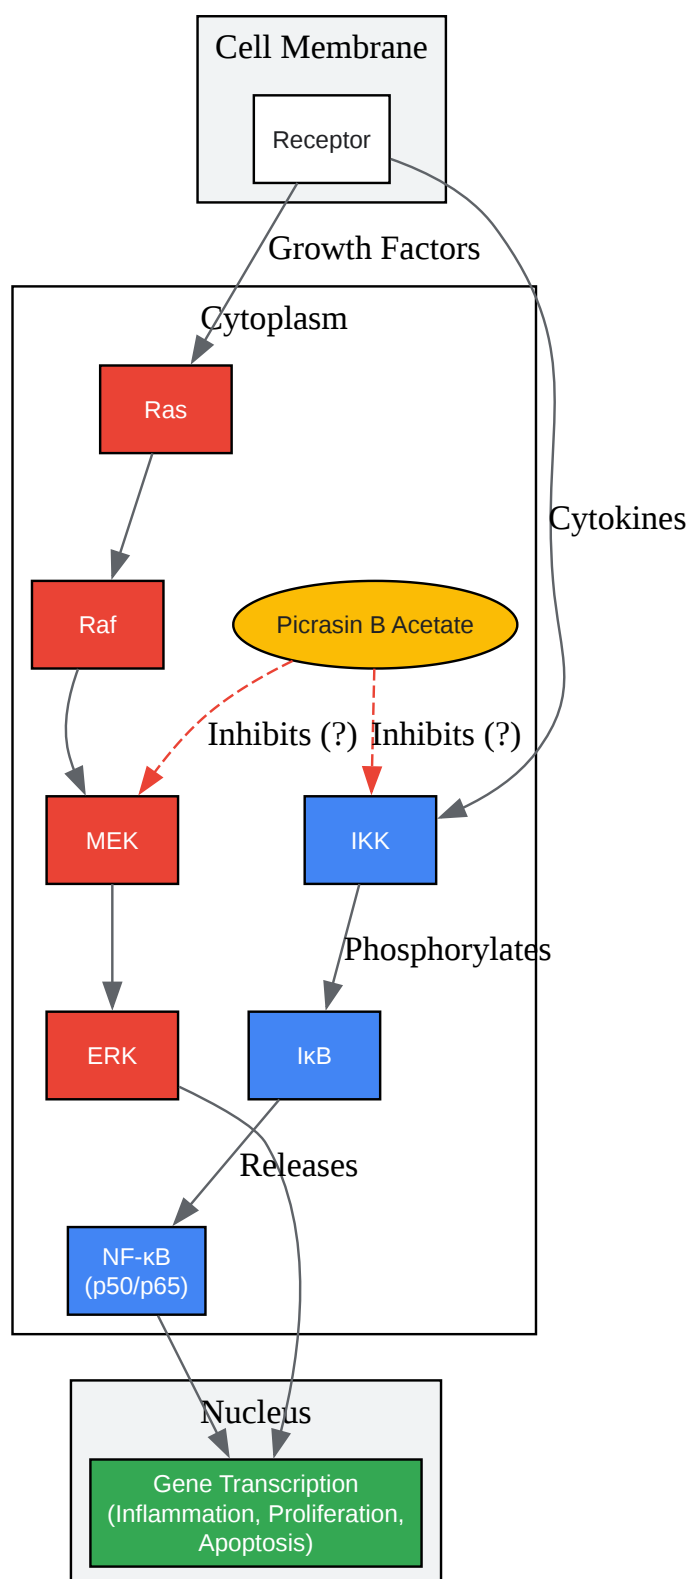 Cell Membrane
Receptor
Growth Factors
Cytoplasm
Ras
Cytokines
Raf
Picrasin B Acetate
Inhibits (?)
Inhibits (?)
MEK
IKK
Phosphorylates
ERK
IκB
Releases
NF-κB
(p50/p65)
Nucleus
Gene Transcription
(Inflammation, Proliferation,
Apoptosis)